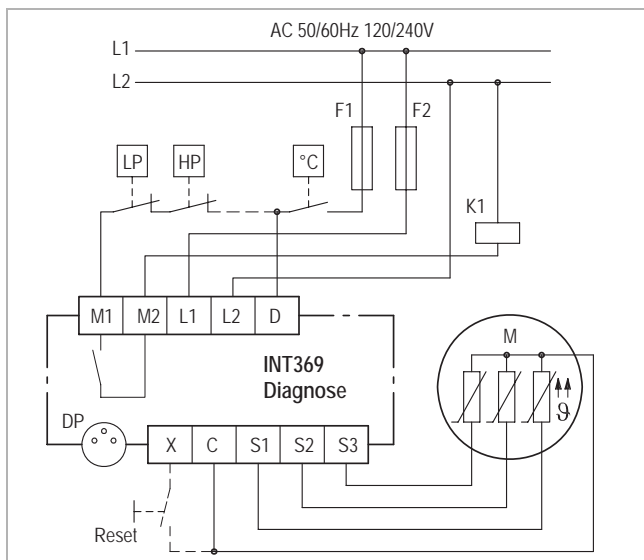 AC 50/60Hz 120/240V
L1
L2
F1 F2
LP HP °C
K1
M1 M2 L1 L2 D
INT369
Diagnose
M
ϑ
DP
X C S1 S2 S3
Reset